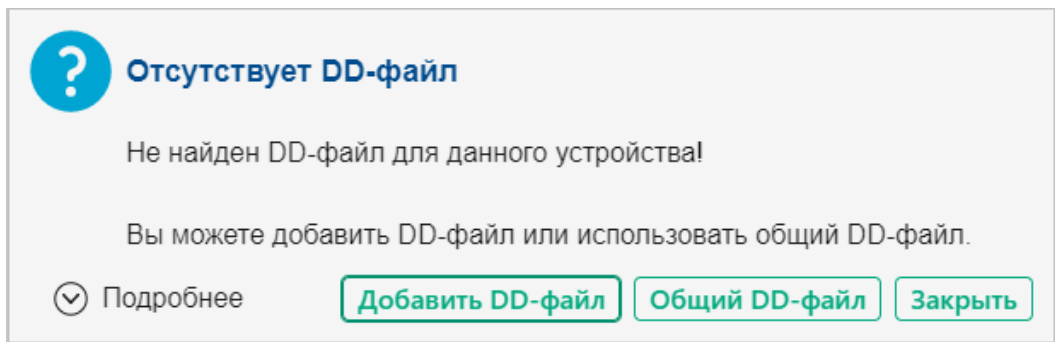 Отсутствует DD-файл
Не найден DD-файл для данного устройства!
Вы можете добавить DD-файл или использовать общий DD-файл.
Подробнее Добавить DD-файл Общий DD-файл Закрыть